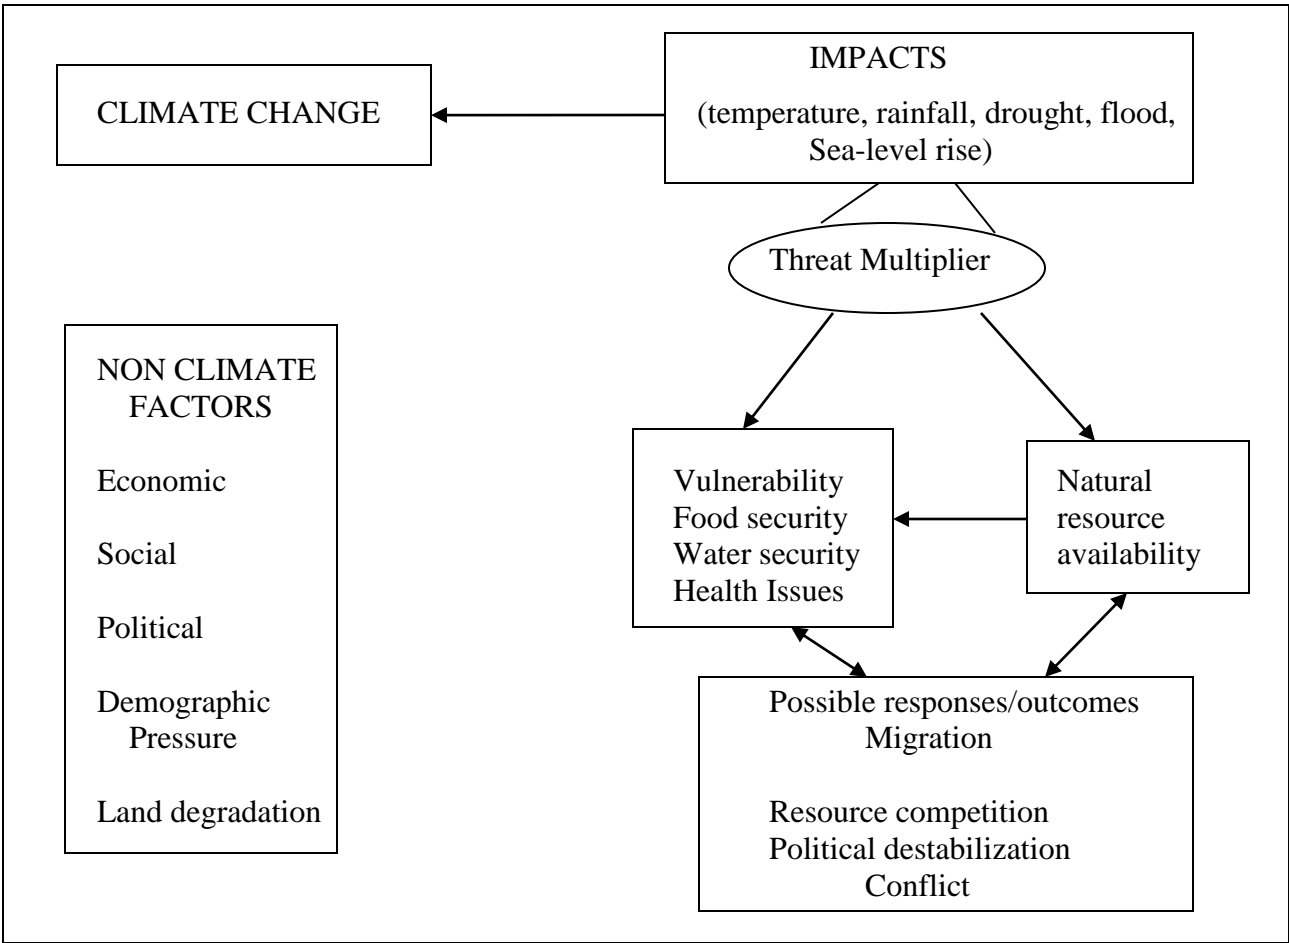 CLIMATE CHANGE
IMPACTS
(temperature, rainfall, drought, flood,
Sea-level rise)
Threat Multiplier
NON CLIMATE
FACTORS
Economic
Social
Political
Demographic
Pressure
Land degradation
Vulnerability
Food security
Water security
Health Issues
Natural
resource
availability
Possible responses/outcomes
Migration
Resource competition
Political destabilization
Conflict